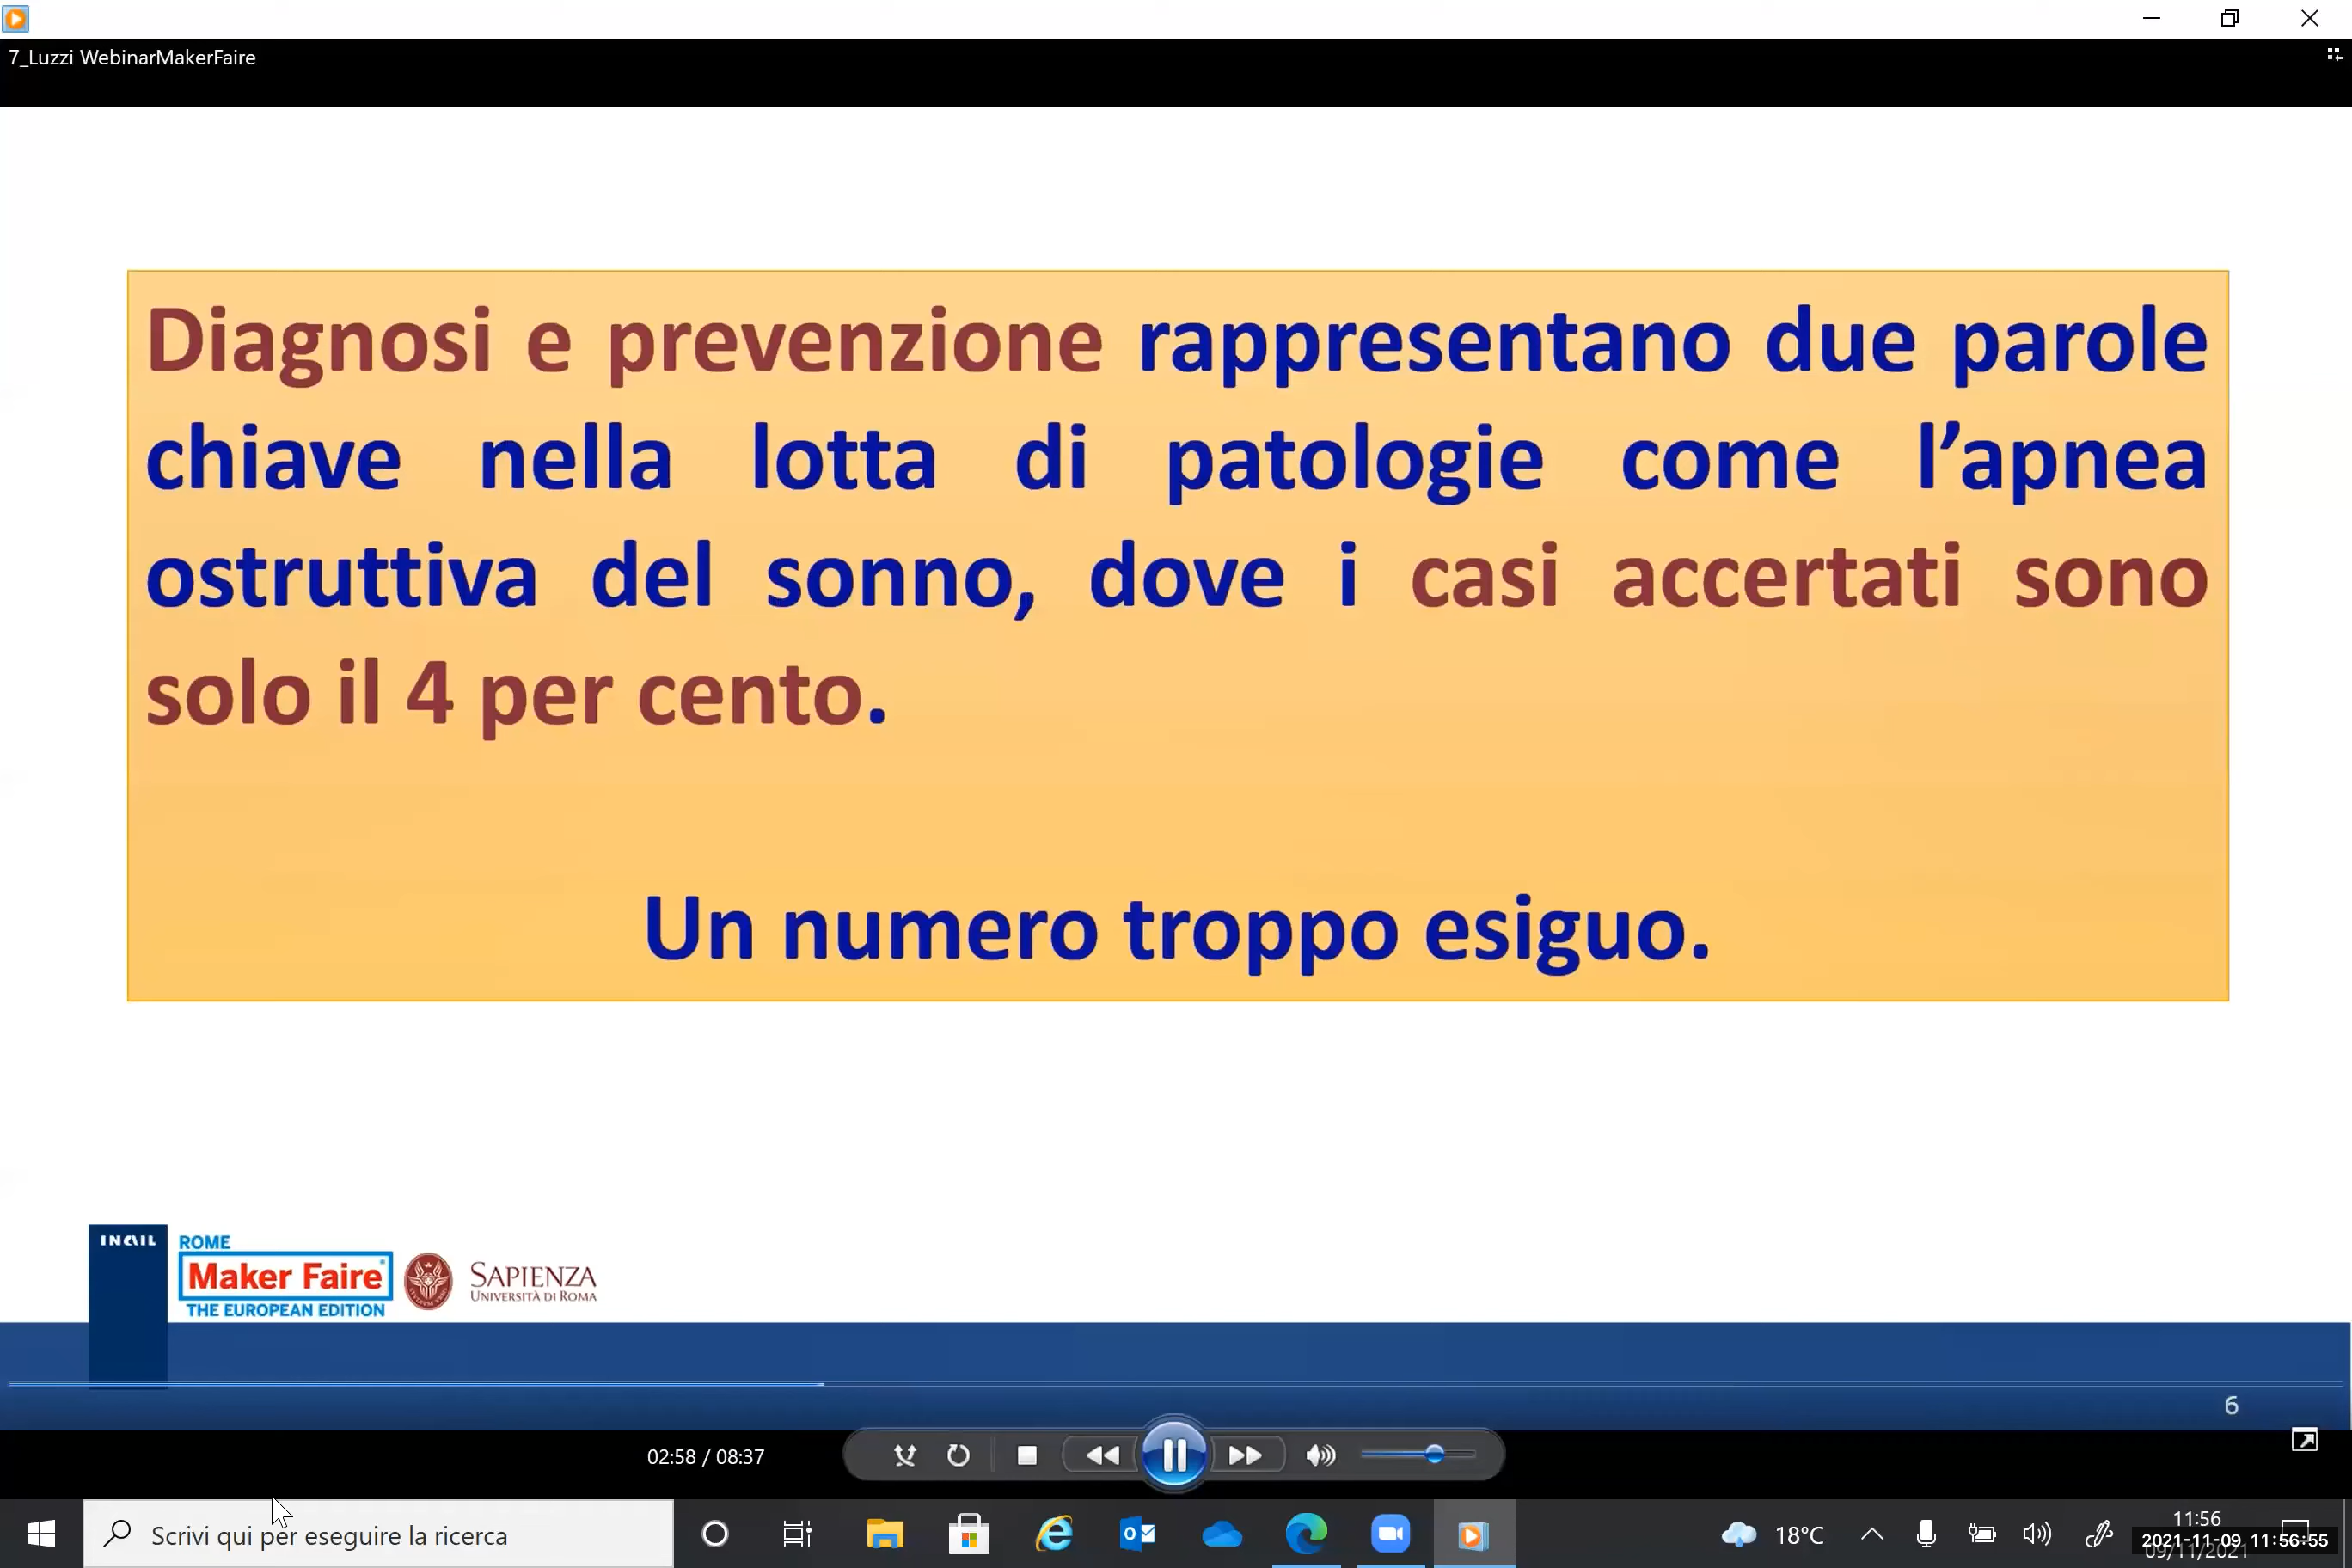 7_Luzzi WebinarMakerFaire
Diagnosi e prevenzione rappresentano due parole
chiave nella lotta di patologie come l’apnea
ostruttiva del sonno, dove i casi accertati sono
solo il 4 per cento.
Un numero troppo esiguo.
INAIL
ROME
Maker Faire
THE EUROPEAN EDITION
SAPIENZA
UNIVERSITÀ DI ROMA
6
02:58 / 08:37
Scrivi qui per eseguire la ricerca
18°C
11:56
2021-11-09 11:56:55
09/11/2021